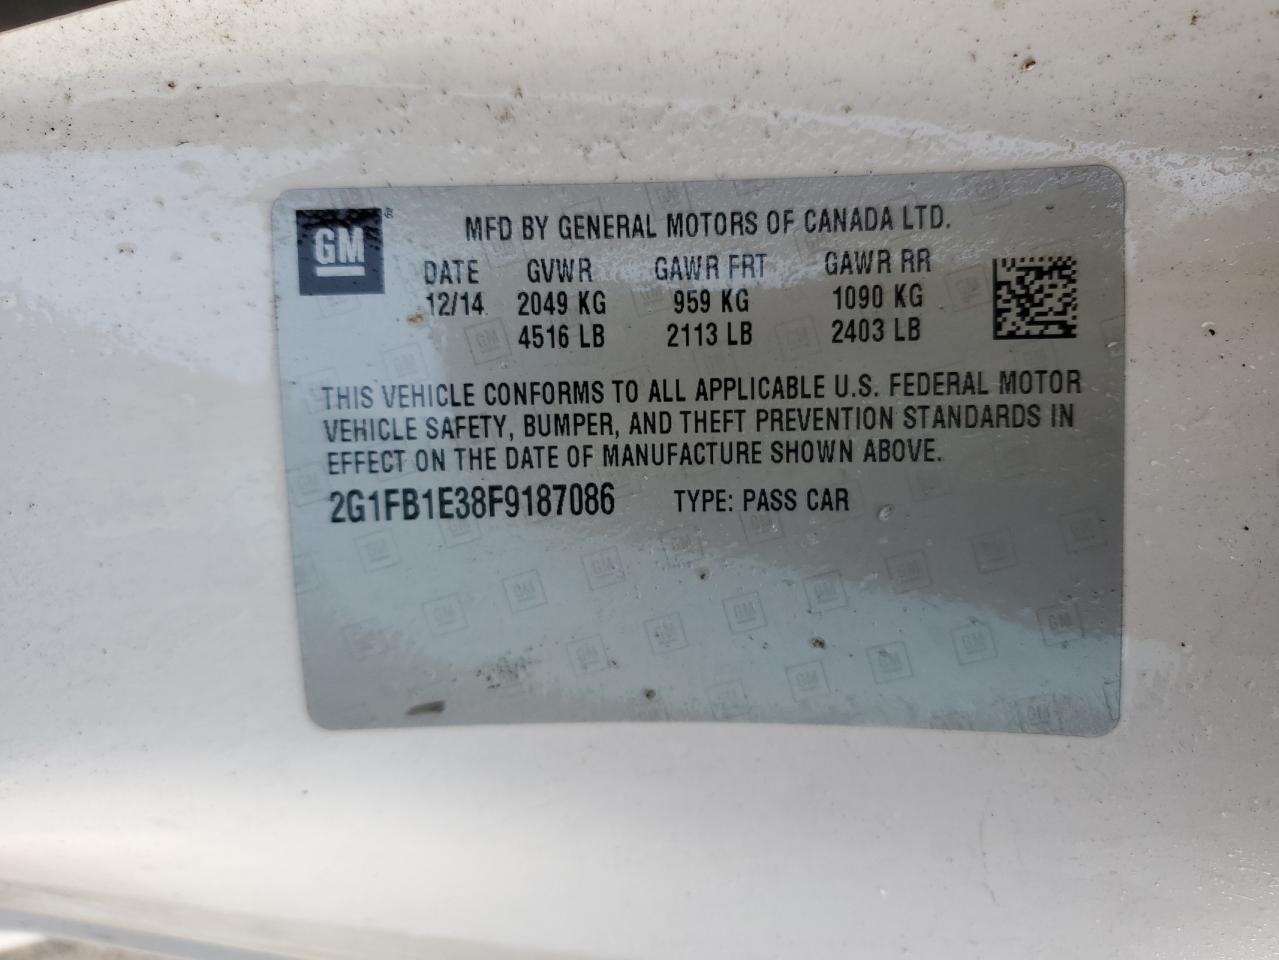 GM ®
MFD BY GENERAL MOTORS OF CANADA LTD.
DATE GVWR GAWR FRT GAWR RR
12/14 2049 KG 959 KG 1090 KG
4516 LB 2113 LB 2403 LB
THIS VEHICLE CONFORMS TO ALL APPLICABLE U.S. FEDERAL MOTOR
VEHICLE SAFETY, BUMPER, AND THEFT PREVENTION STANDARDS IN
EFFECT ON THE DATE OF MANUFACTURE SHOWN ABOVE.
2G1FB1E38F9187086 TYPE: PASS CAR